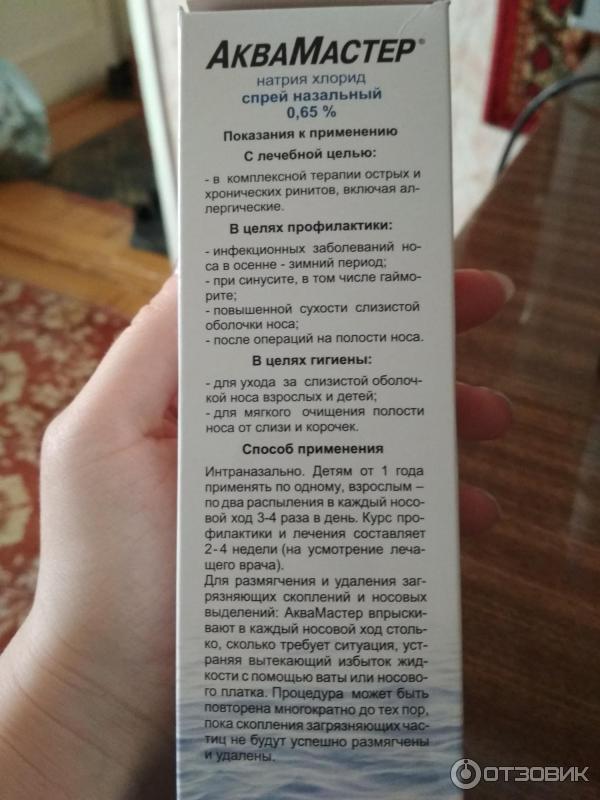 АКВАМАСТЕР®
натрия хлорид
спрей назальный
0,65 %
Показания к применению
С лечебной целью:
- в комплексной терапии острых и
хронических ринитов, включая ал-
лергические.
В целях профилактики:
- инфекционных заболеваний но-
са в осенне - зимний период;
- при синусите, в том числе гаймо-
рите;
- повышенной сухости слизистой
оболочки носа;
- после операций на полости носа.
В целях гигиены:
- для ухода за слизистой оболоч-
кой носа взрослых и детей;
- для мягкого очищения полости
носа от слизи и корочек.
Способ применения
Интраназально. Детям от 1 года
применять по одному, взрослым –
по два распыления в каждый носо-
вой ход 3-4 раза в день. Курс про-
филактики и лечения составляет
2-4 недели (на усмотрение леча-
щего врача).
Для размягчения и удаления заг-
рязняющих скоплений и носовых
выделений: АкваМастер впрыски-
вают в каждый носовой ход столь-
ко, сколько требует ситуация, уст-
раняя вытекающий избыток жид-
кости с помощью ваты или носово-
го платка. Процедура может быть
повторена многократно до тех пор,
пока скопления загрязняющих час-
тиц не будут успешно размягчены
и удалены.
ОТЗОВИК